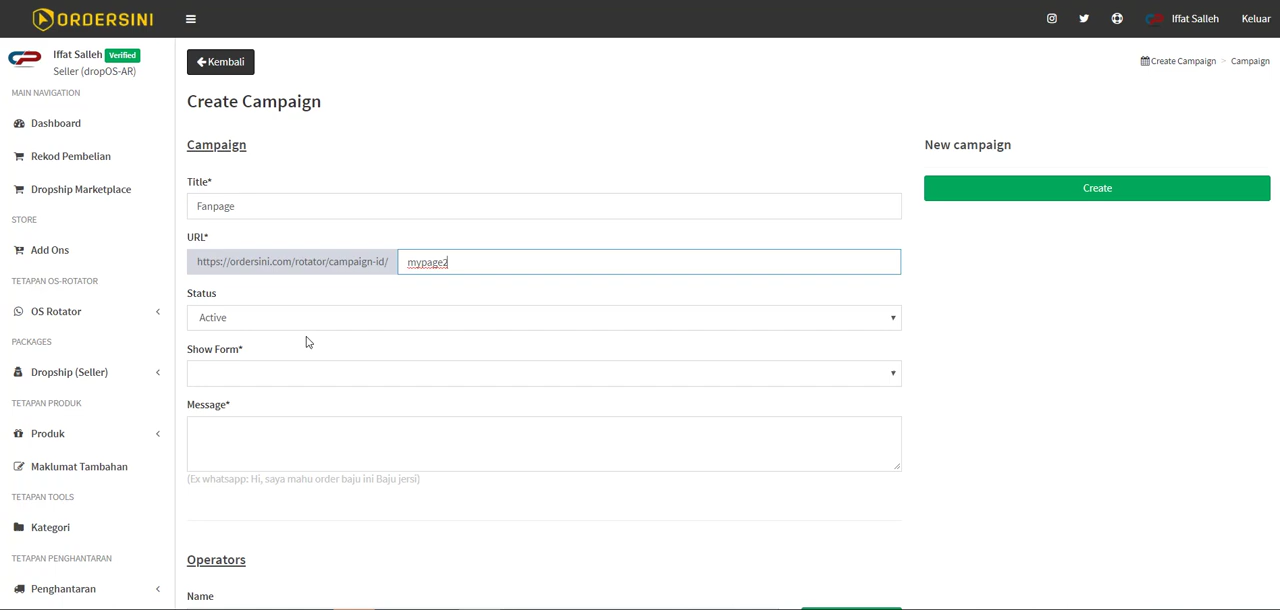 ORDERSINI
Iffat Salleh
Keluar
Iffat Salleh Verified
Seller (dropOS-AR)
MAIN NAVIGATION
Dashboard
Rekod Pembelian
Dropship Marketplace
STORE
Add Ons
TETAPAN OS-ROTATOR
OS Rotator
PACKAGES
Dropship (Seller)
TETAPAN PRODUK
Produk
Maklumat Tambahan
TETAPAN TOOLS
Kategori
TETAPAN PENGHANTARAN
Penghantaran
Kembali
Create Campaign > Campaign
Create Campaign
Campaign
Title*
Fanpage
URL*
https://ordersini.com/rotator/campaign-id/ mypage2
Status
Active
Show Form*
Message*
(Ex whatsapp: Hi, saya mahu order baju ini Baju jersi)
Operators
Name
New campaign
Create